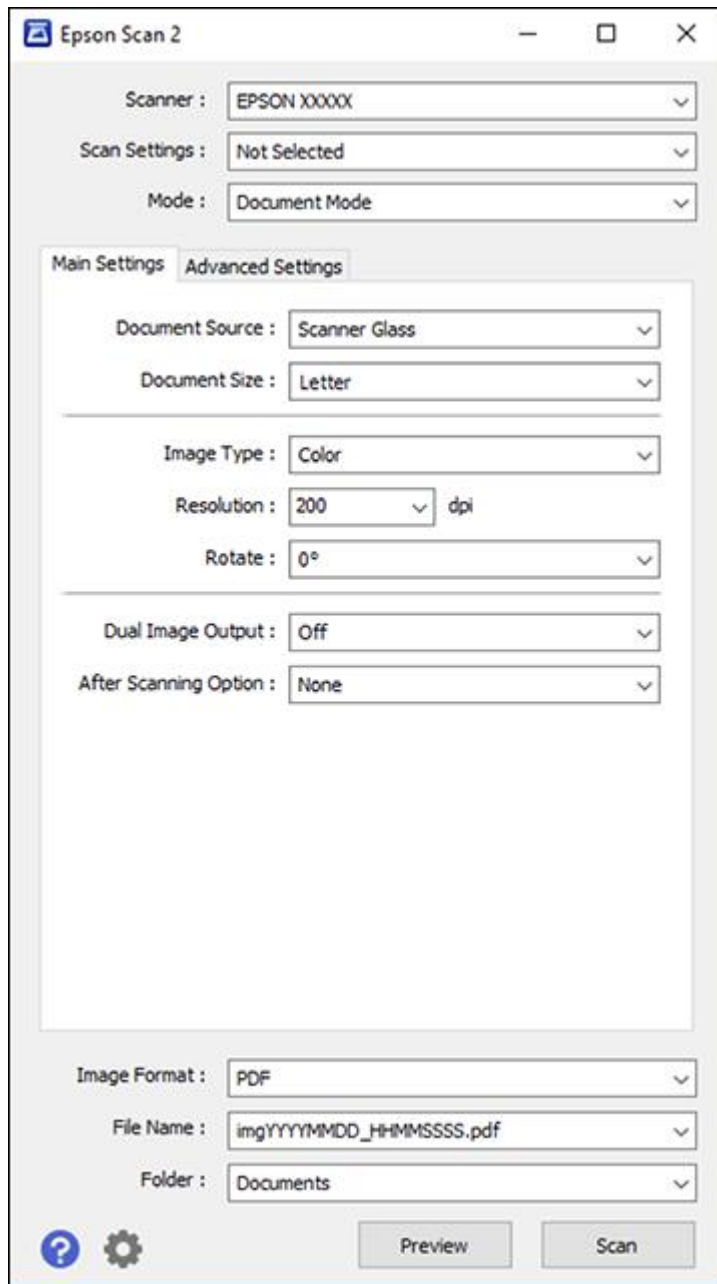 Epson Scan 2
Scanner : EPSON XXXXX
Scan Settings : Not Selected
Mode : Document Mode
Main Settings Advanced Settings
Document Source : Scanner Glass
Document Size : Letter
Image Type : Color
Resolution : 200 dpi
Rotate : 0°
Dual Image Output : Off
After Scanning Option : None
Image Format : PDF
File Name : imgYYYYMMDD_HHMMSSSS.pdf
Folder : Documents
? Preview Scan